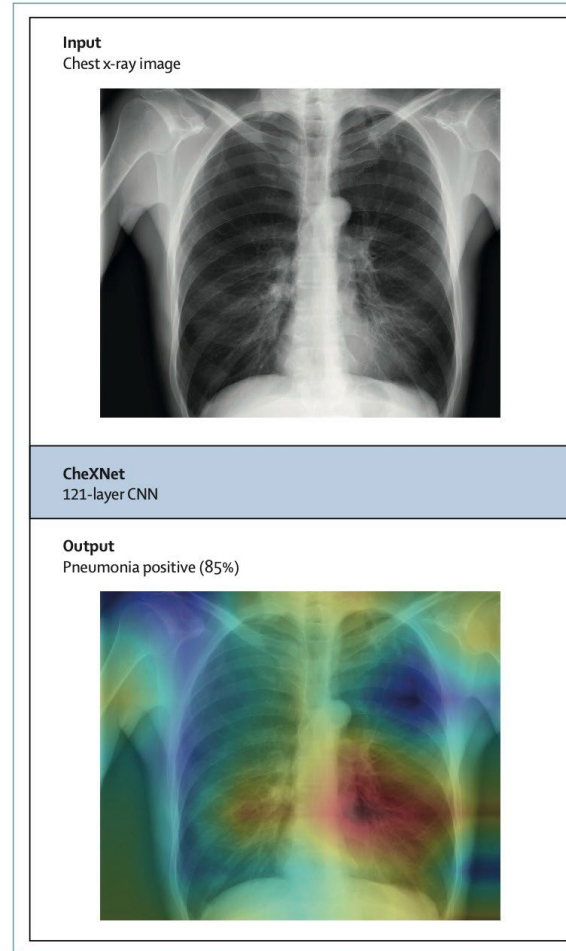 Input
Chest x-ray image
CheXNet
121-layer CNN
Output
Pneumonia positive (85%)